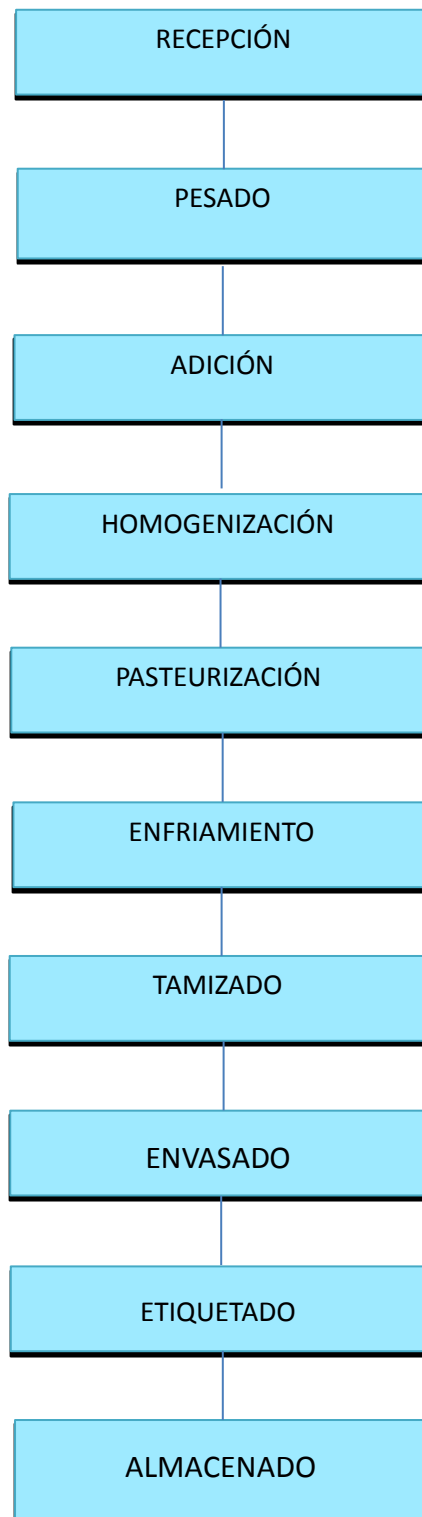 RECEPCIÓN
PESADO
ADICIÓN
HOMOGENIZACIÓN
PASTEURIZACIÓN
ENFRIAMIENTO
TAMIZADO
ENVASADO
ETIQUETADO
ALMACENADO